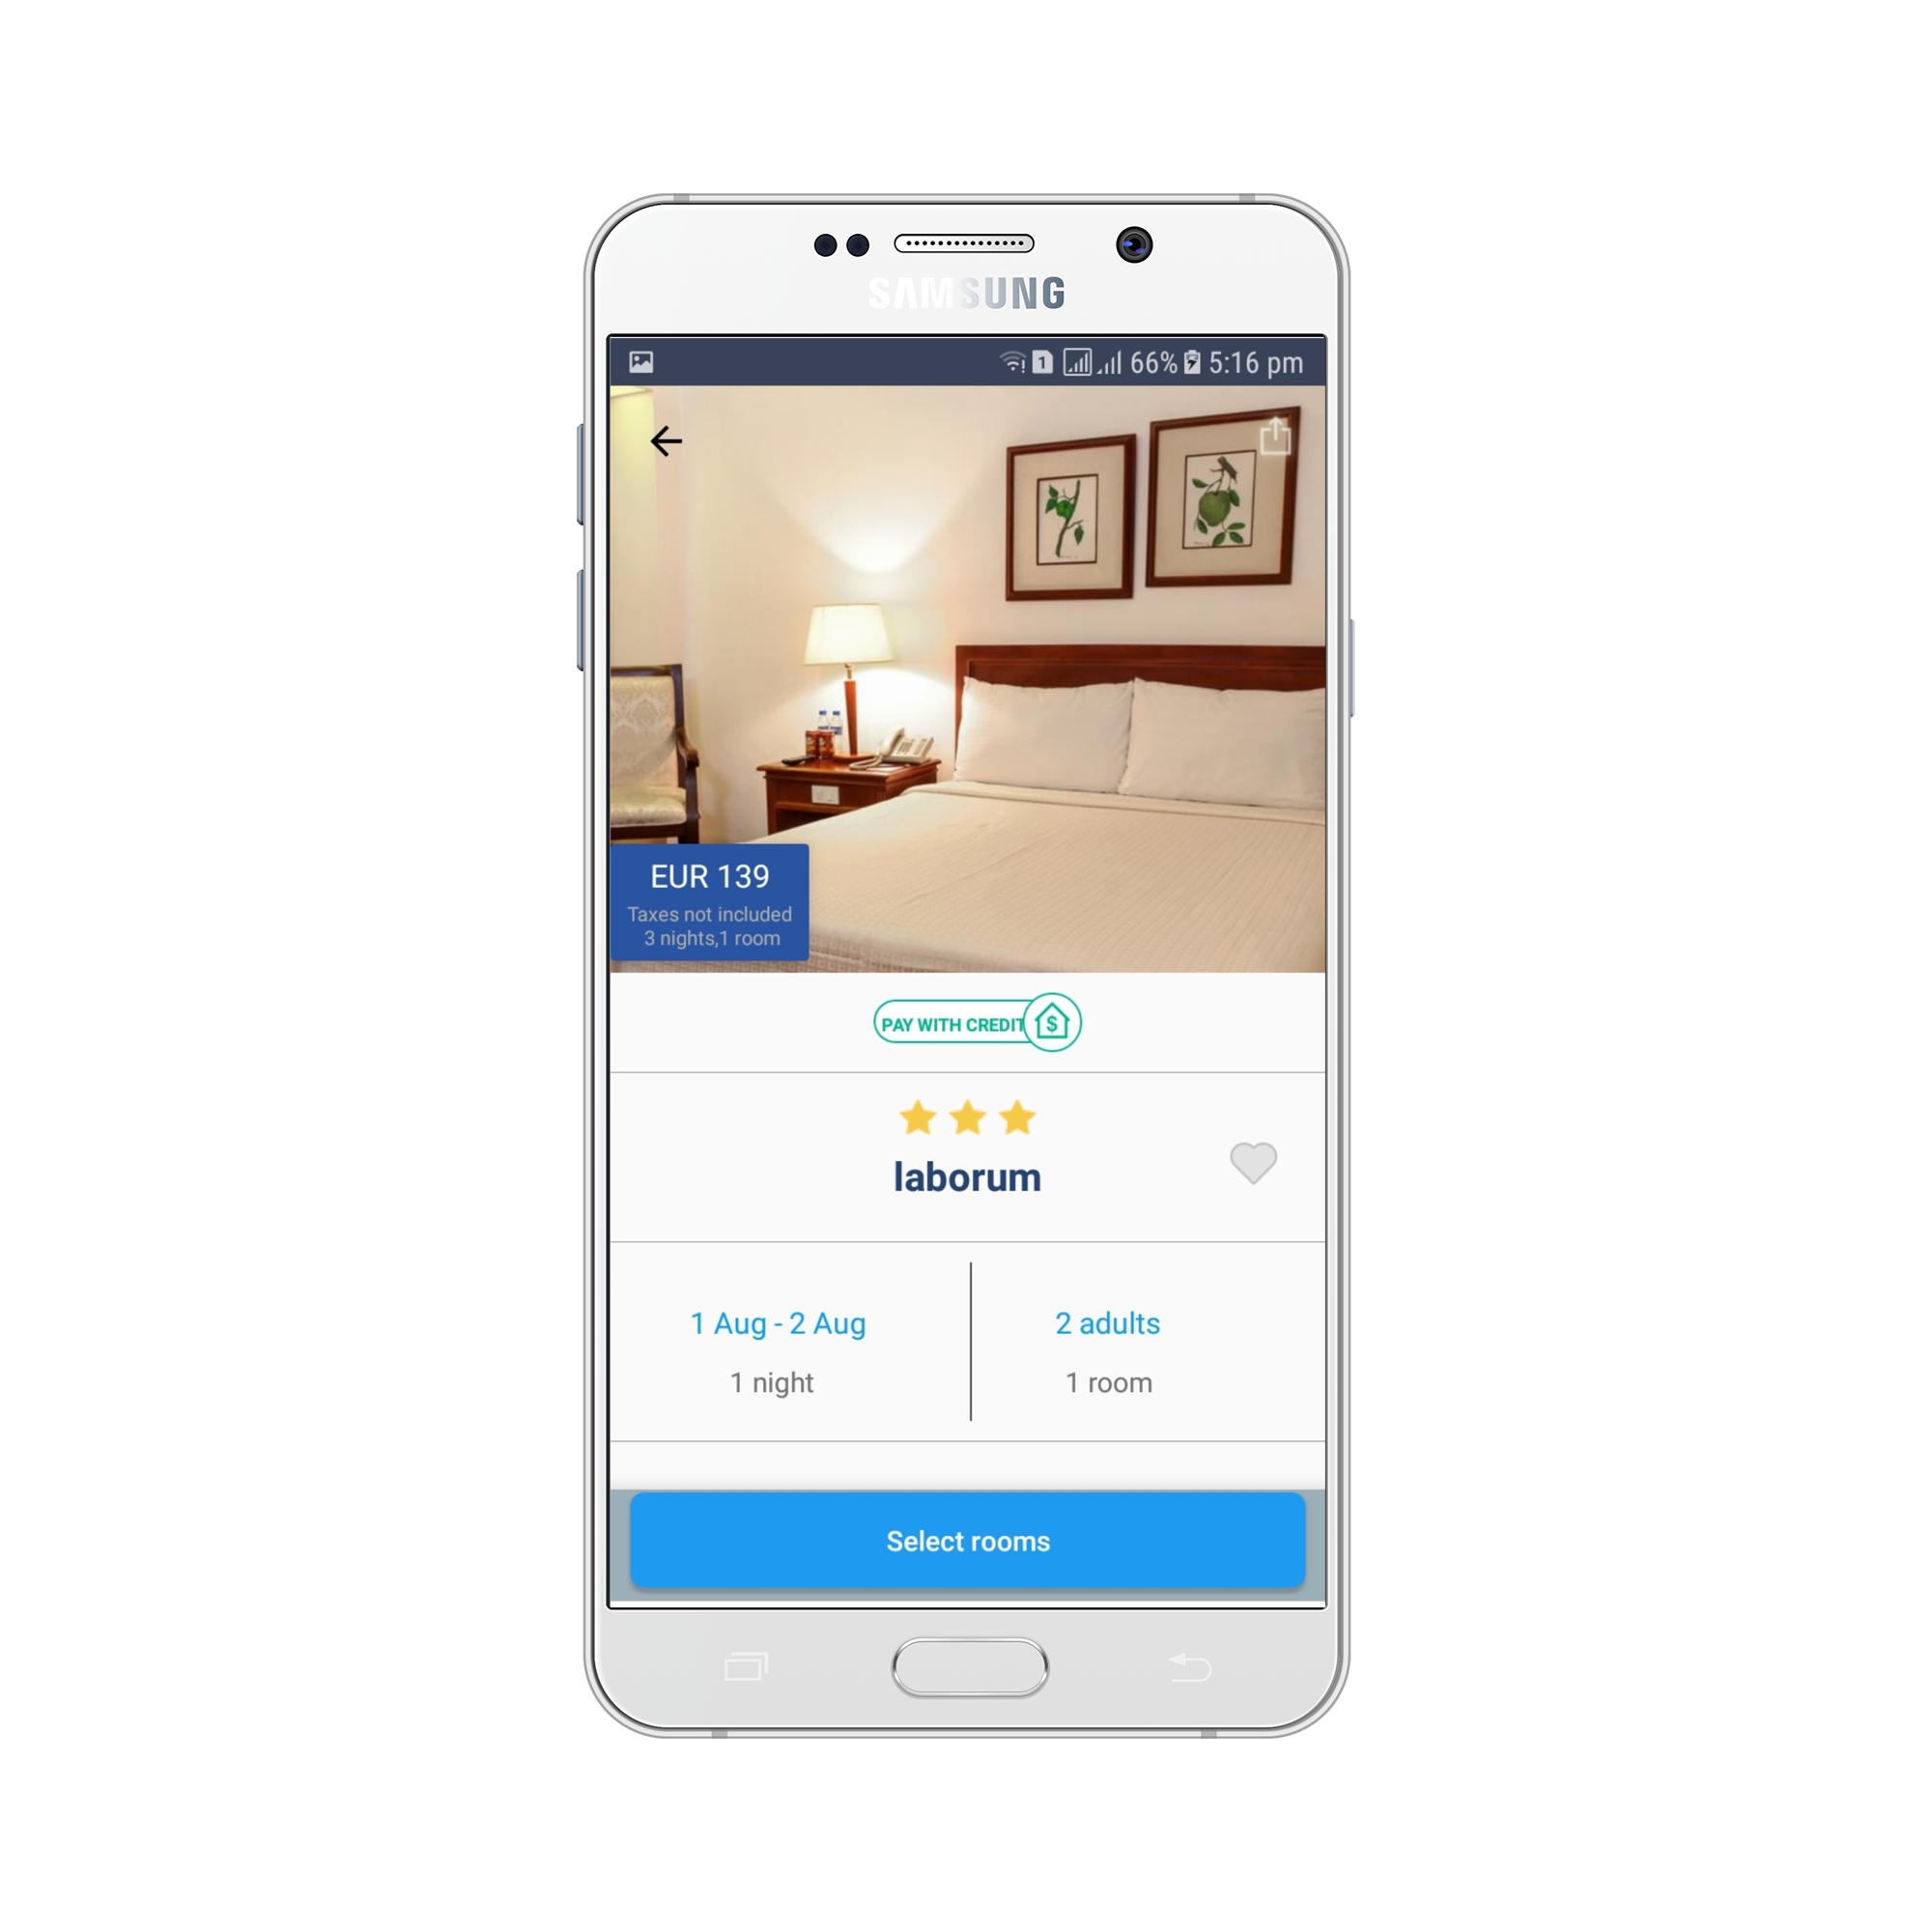 SAMSUNG
1 66% 5:16 pm
EUR 139
Taxes not included
3 nights,1 room
PAY WITH CREDIT
$
laborum
1 Aug - 2 Aug
2 adults
1 night
1 room
Select rooms